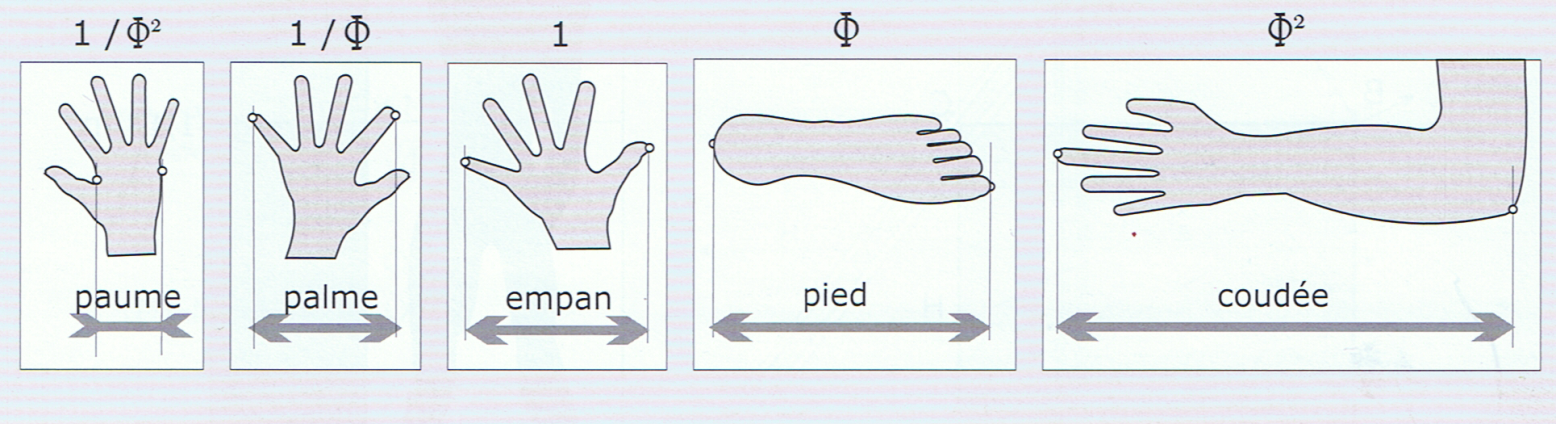 1 / Φ² 1 / Φ 1 Φ Φ²
paume palme empan pied coudée